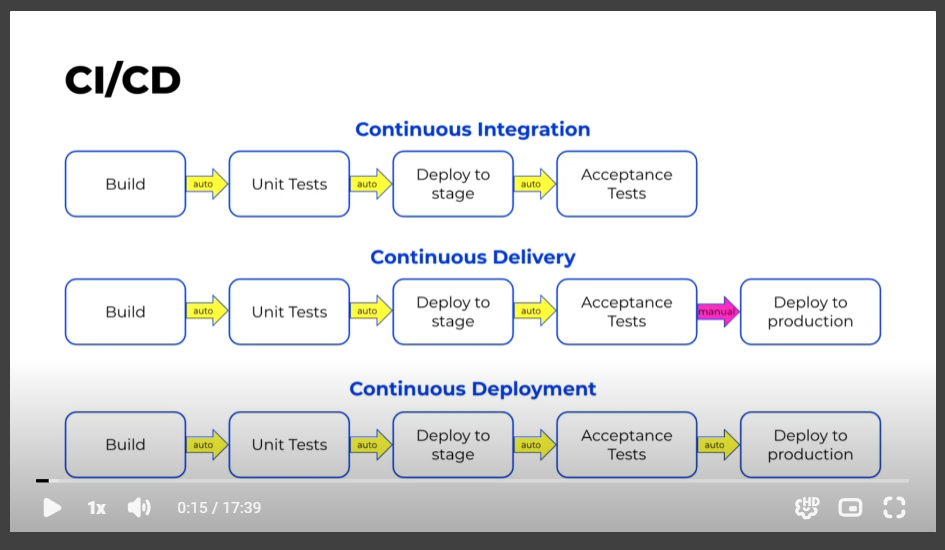 CI/CD
Continuous Integration
Build
auto
Unit Tests
auto
Deploy to
stage
auto
Acceptance
Tests
Continuous Delivery
Build
auto
Unit Tests
auto
Deploy to
stage
auto
Acceptance
Tests
manual
Deploy to
production
Continuous Deployment
Build
auto
Unit Tests
auto
Deploy to
stage
auto
Acceptance
Tests
auto
Deploy to
production
1x
0:15 / 17:39
HD